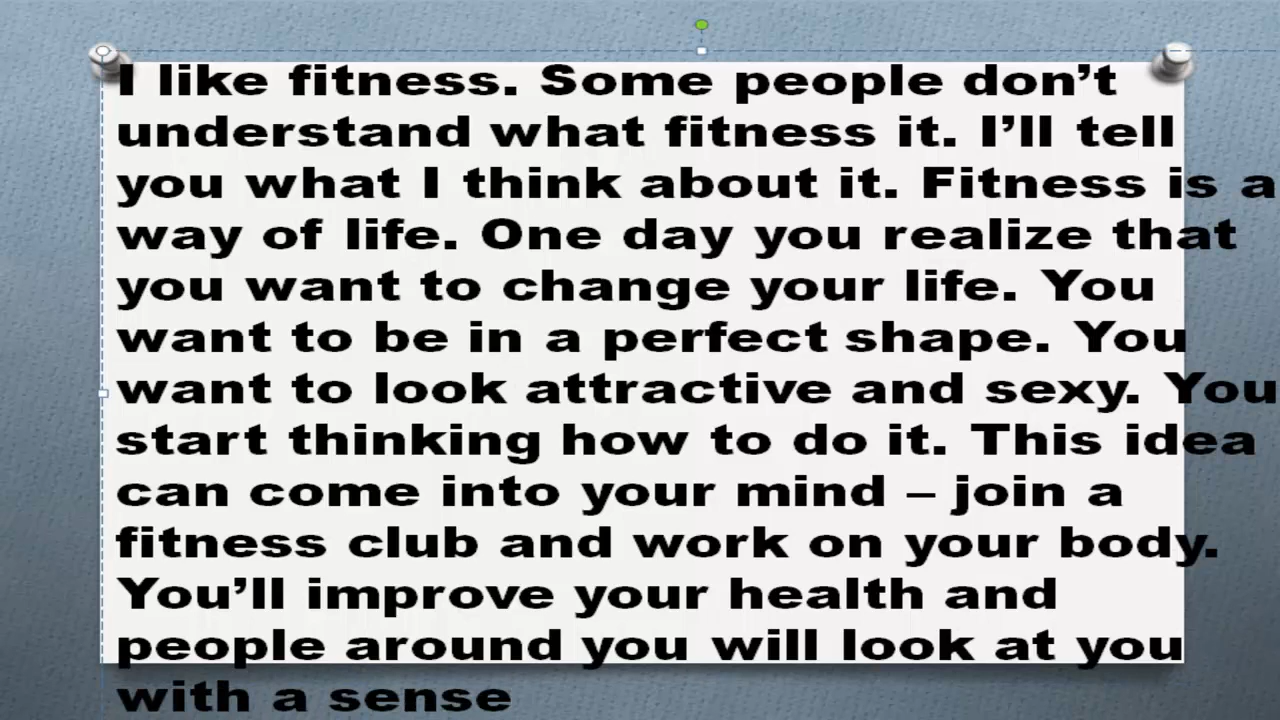 I like fitness. Some people don’t
understand what fitness it. I’ll tell
you what I think about it. Fitness is a
way of life. One day you realize that
you want to change your life. You
want to be in a perfect shape. You
want to look attractive and sexy. You
start thinking how to do it. This idea
can come into your mind – join a
fitness club and work on your body.
You’ll improve your health and
people around you will look at you
with a sense